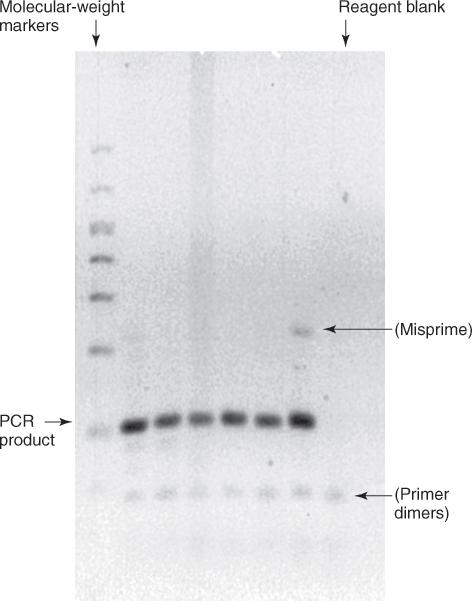 Molecular-weight
markers
Reagent blank
(Misprime)
PCR
product
(Primer
dimers)